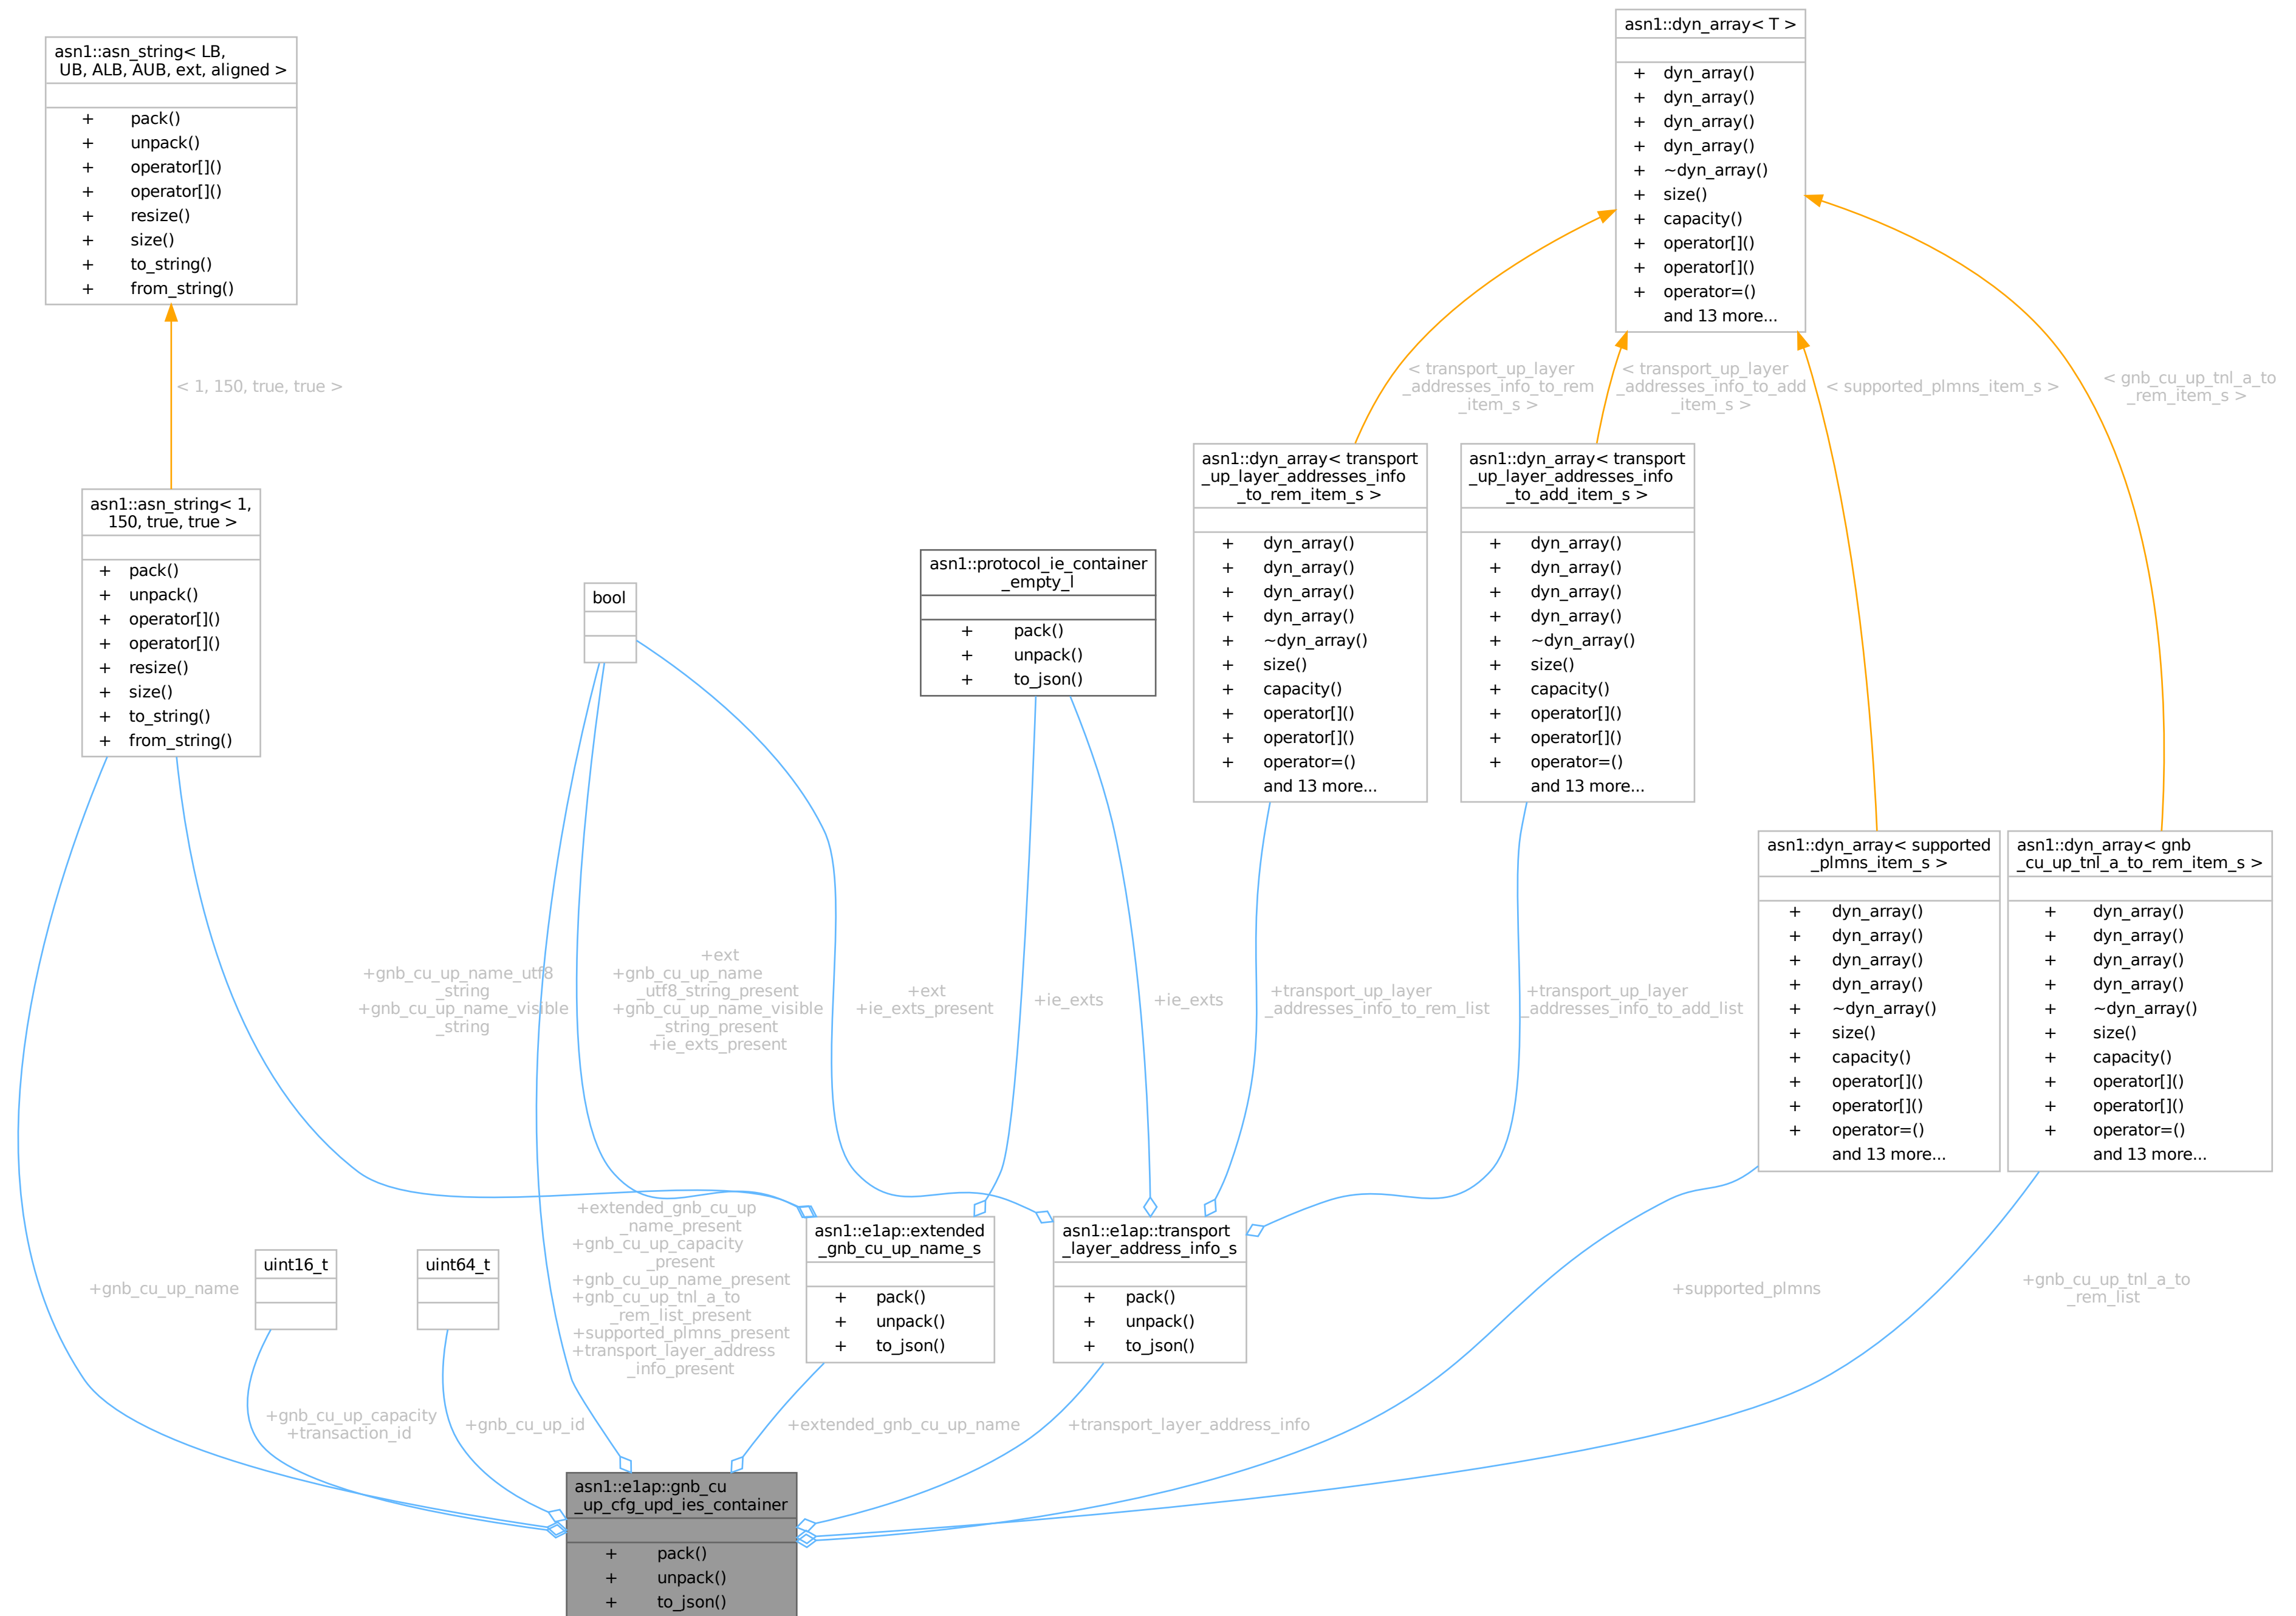 asn1::asn_string< LB,
UB, ALB, AUB, ext, aligned >
+ pack()
+ unpack()
+ operator[]()
+ operator[]()
+ resize()
+ size()
+ to_string()
+ from_string()
asn1::dyn_array< T >
+ dyn_array()
+ dyn_array()
+ dyn_array()
+ dyn_array()
+ ~dyn_array()
+ size()
+ capacity()
+ operator[]()
+ operator[]()
+ operator=()
and 13 more...
< 1, 150, true, true >
< transport_up_layer
_addresses_info_to_rem
_item_s >
< transport_up_layer
_addresses_info_to_add
_item_s >
< supported_plmns_item_s >
< gnb_cu_up_tnl_a_to
_rem_item_s >
asn1::asn_string< 1,
150, true, true >
+ pack()
+ unpack()
+ operator[]()
+ operator[]()
+ resize()
+ size()
+ to_string()
+ from_string()
bool
asn1::protocol_ie_container
_empty_l
+ pack()
+ unpack()
+ to_json()
asn1::dyn_array< transport
_up_layer_addresses_info
_to_rem_item_s >
+ dyn_array()
+ dyn_array()
+ dyn_array()
+ dyn_array()
+ ~dyn_array()
+ size()
+ capacity()
+ operator[]()
+ operator[]()
+ operator=()
and 13 more...
asn1::dyn_array< transport
_up_layer_addresses_info
_to_add_item_s >
+ dyn_array()
+ dyn_array()
+ dyn_array()
+ dyn_array()
+ ~dyn_array()
+ size()
+ capacity()
+ operator[]()
+ operator[]()
+ operator=()
and 13 more...
asn1::dyn_array< supported
_plmns_item_s >
+ dyn_array()
+ dyn_array()
+ dyn_array()
+ dyn_array()
+ ~dyn_array()
+ size()
+ capacity()
+ operator[]()
+ operator[]()
+ operator=()
and 13 more...
asn1::dyn_array< gnb
_cu_up_tnl_a_to_rem_item_s >
+ dyn_array()
+ dyn_array()
+ dyn_array()
+ dyn_array()
+ ~dyn_array()
+ size()
+ capacity()
+ operator[]()
+ operator[]()
+ operator=()
and 13 more...
+gnb_cu_up_name_utf8
_string
+gnb_cu_up_name_visible
_string
+ext
+gnb_cu_up_name
_utf8_string_present
+gnb_cu_up_name_visible
_string_present
+ie_exts_present
+ext
+ie_exts_present
+ie_exts
+ie_exts
+transport_up_layer
_addresses_info_to_rem_list
+transport_up_layer
_addresses_info_to_add_list
+gnb_cu_up_name
uint16_t
uint64_t
+extended_gnb_cu_up
_name_present
+gnb_cu_up_capacity
_present
+gnb_cu_up_name_present
+gnb_cu_up_tnl_a_to
_rem_list_present
+supported_plmns_present
+transport_layer_address
_info_present
asn1::e1ap::extended
_gnb_cu_up_name_s
+ pack()
+ unpack()
+ to_json()
asn1::e1ap::transport
_layer_address_info_s
+ pack()
+ unpack()
+ to_json()
+supported_plmns
+gnb_cu_up_tnl_a_to
_rem_list
+gnb_cu_up_capacity
+transaction_id
+gnb_cu_up_id
+extended_gnb_cu_up_name
+transport_layer_address_info
asn1::e1ap::gnb_cu
_up_cfg_upd_ies_container
+ pack()
+ unpack()
+ to_json()